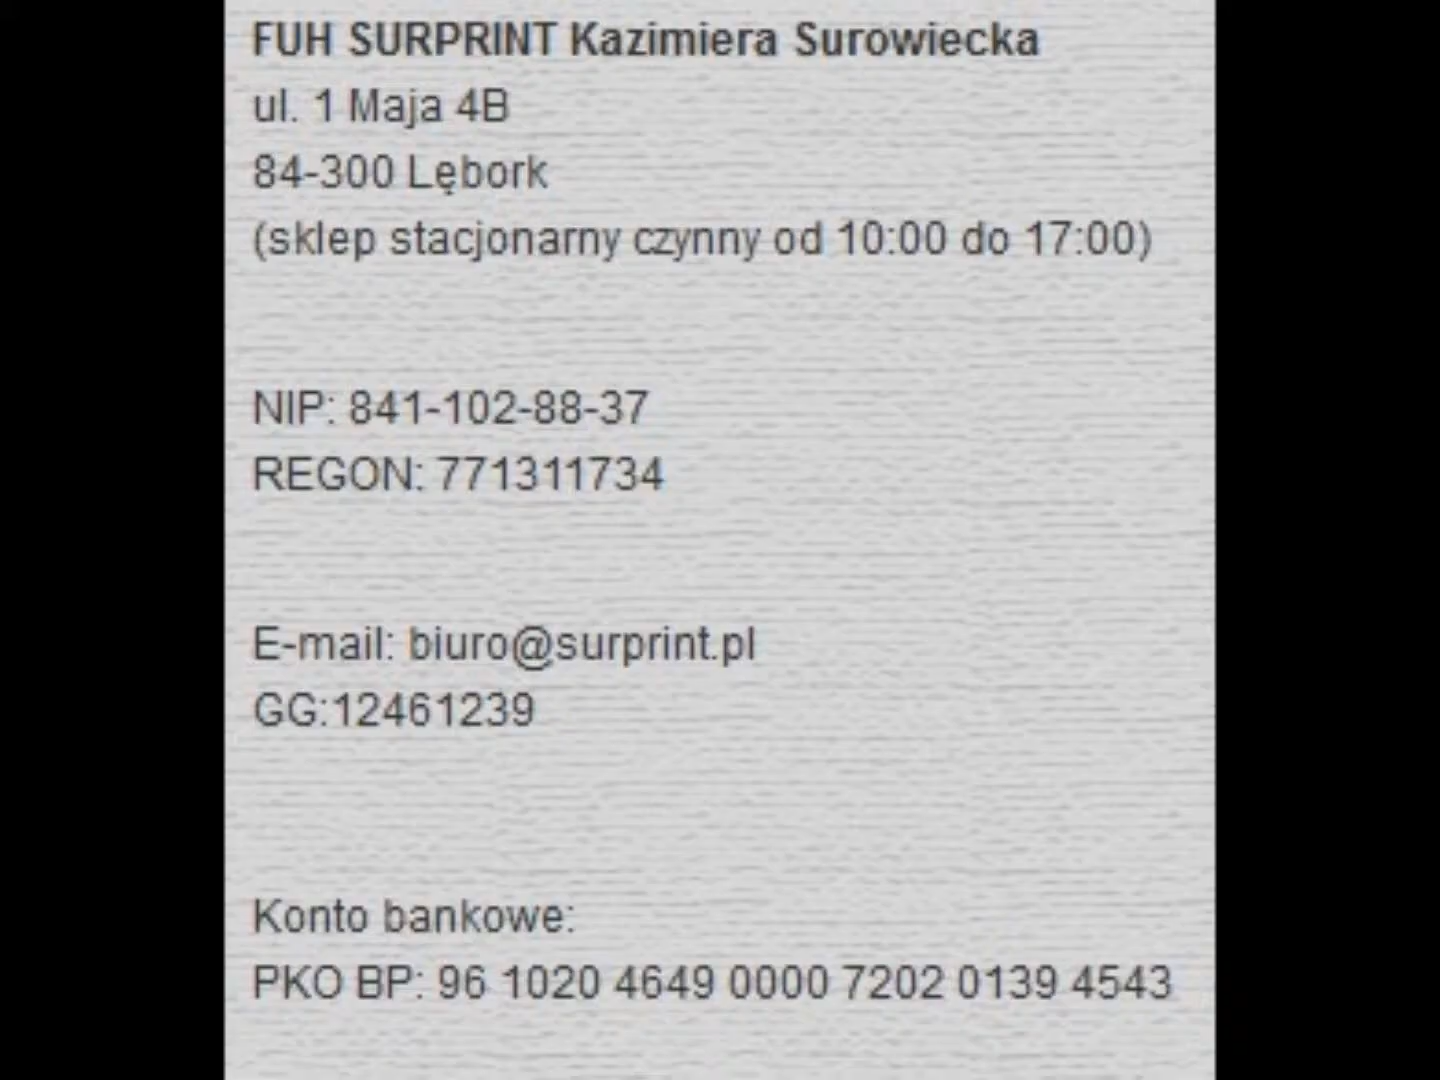 FUH SURPRINT Kazimiera Surowiecka
ul. 1 Maja 4B
84-300 Lębork
(sklep stacjonarny czynny od 10:00 do 17:00)
NIP: 841-102-88-37
REGON: 771311734
E-mail: biuro@surprint.pl
GG:12461239
Konto bankowe:
PKO BP: 96 1020 4649 0000 7202 0139 4543